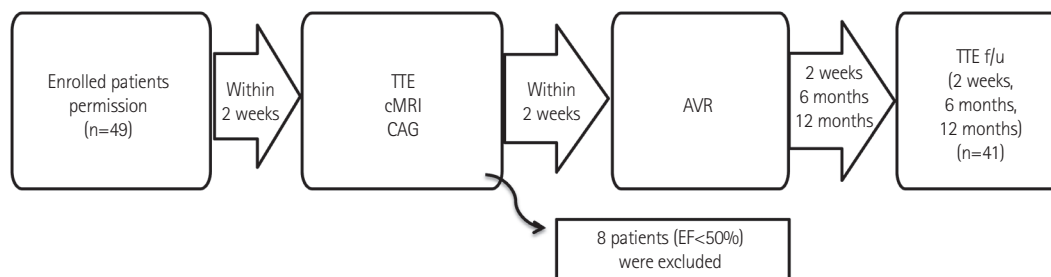 Enrolled patients
permission
(n=49)
Within
2 weeks
TTE
cMRI
CAG
Within
2 weeks
AVR
2 weeks
6 months
12 months
TTE f/u
(2 weeks,
6 months,
12 months)
(n=41)
8 patients (EF<50%)
were excluded